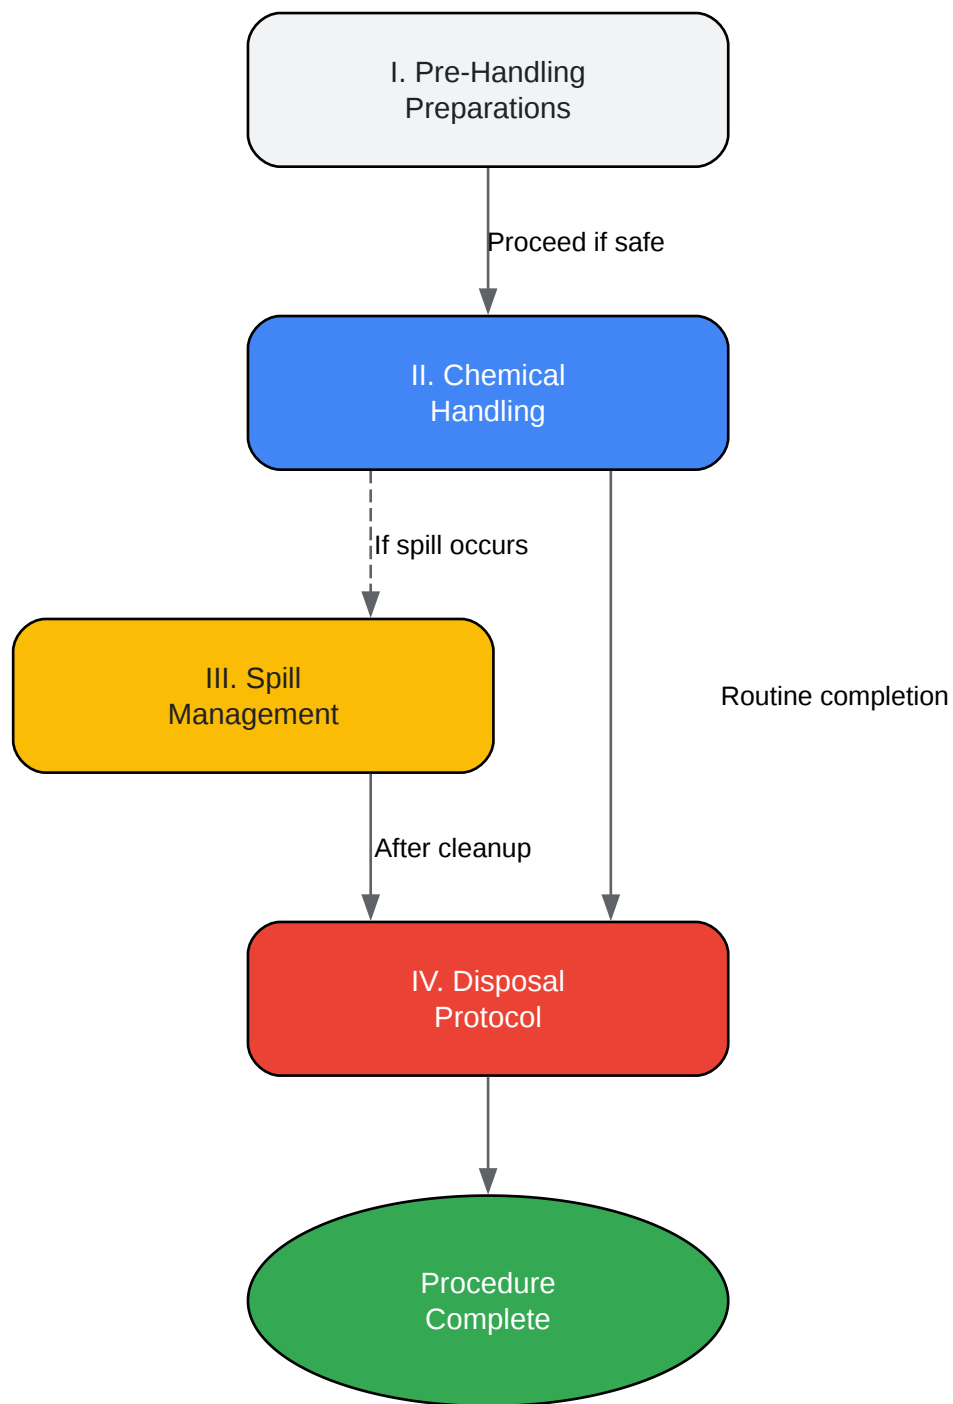 I. Pre-Handling
Preparations
Proceed if safe
II. Chemical
Handling
If spill occurs
III. Spill
Management
Routine completion
After cleanup
IV. Disposal
Protocol
Procedure
Complete